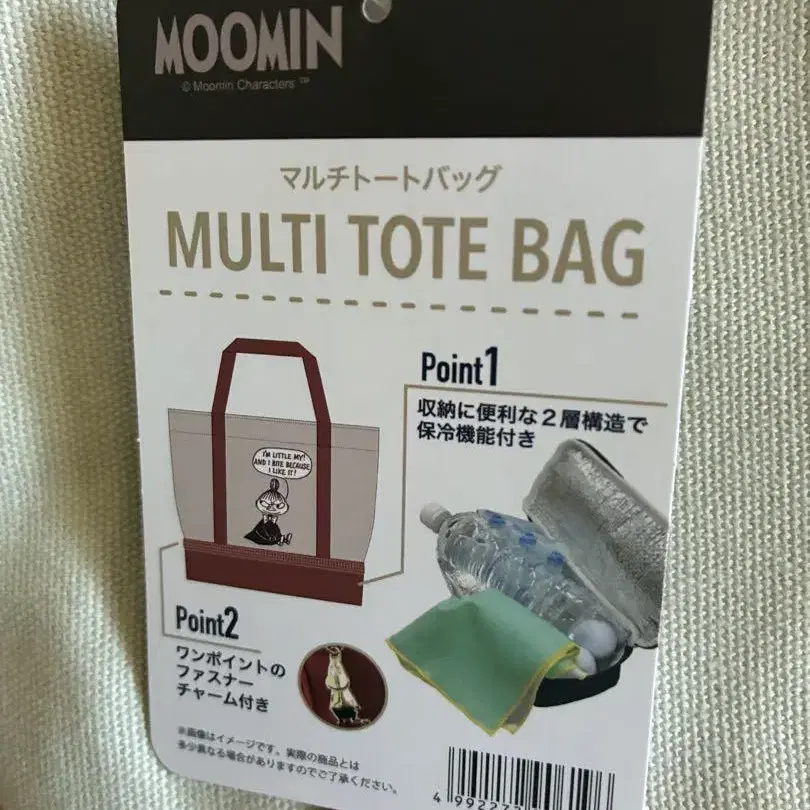 MOOMIN
© Moomin Characters ™
マルチトートバッグ
MULTI TOTE BAG
Point1
収納に便利な2層構造で
保冷機能付き
I'M LITTLE MY!
AND I BITE BECAUSE
I LIKE IT!
Point2
ワンポイントの
ファスナー
チャーム付き
※画像はイメージです。実際の商品とは
多少異なる場合がありますのでご了承ください。